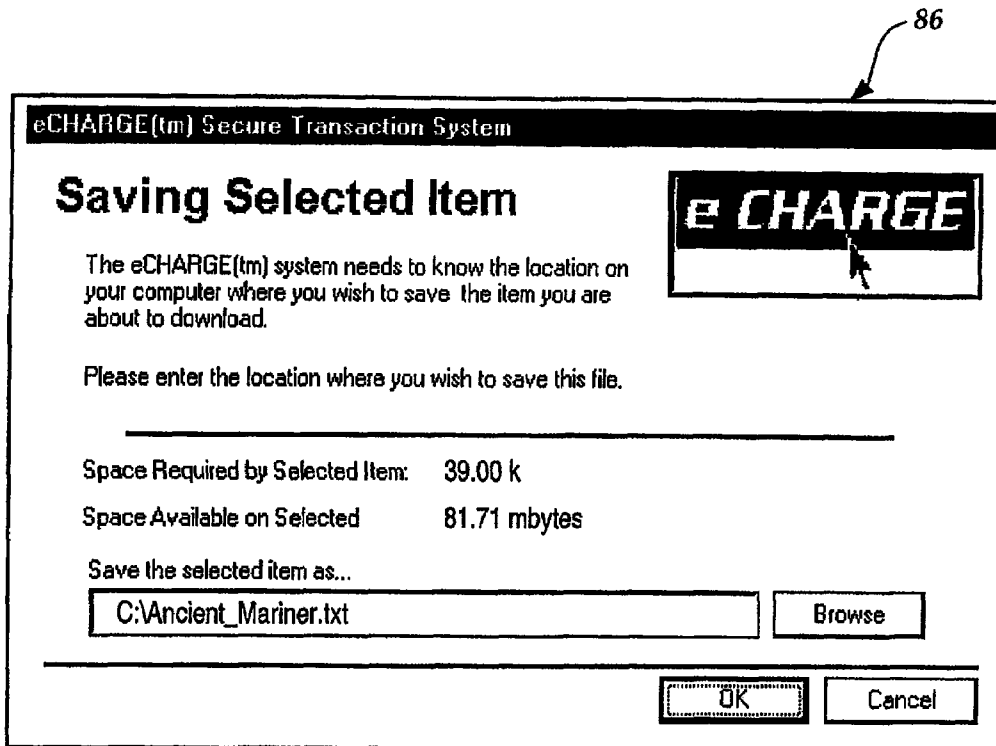 86
eCHARGE(tm) Secure Transaction System
Saving Selected Item
e CHARGE
The eCHARGE(tm) system needs to know the location on
your computer where you wish to save the item you are
about to download.
Please enter the location where you wish to save this file.
Space Required by Selected Item: 39.00 k
Space Available on Selected 81.71 mbytes
Save the selected item as...
C:\Ancient_Mariner.txt
Browse
OK
Cancel